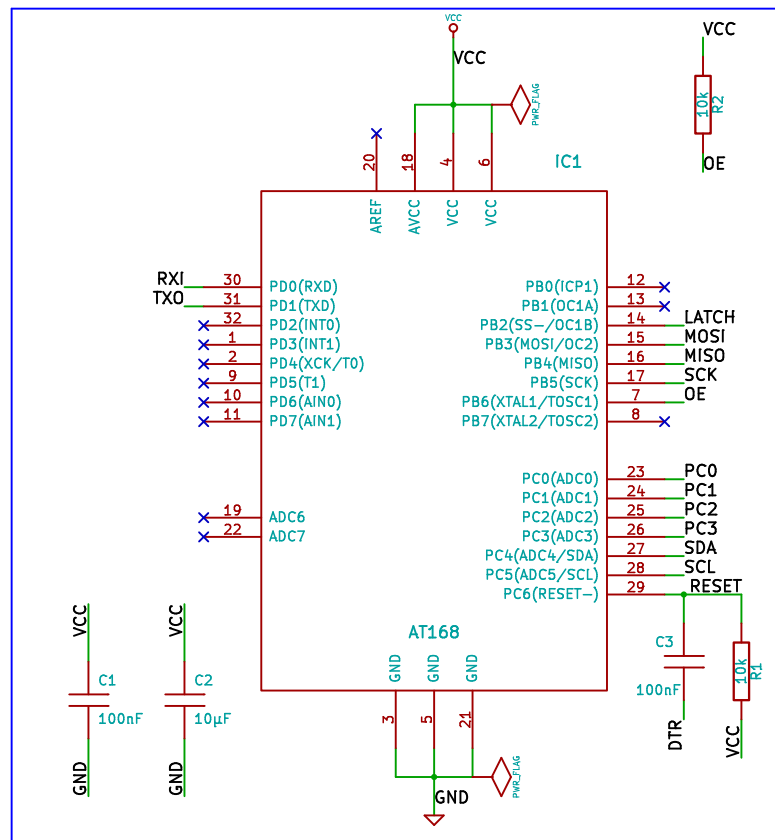 VCC
VCC
PWR_FLAG
VCC
10k
R2
OE
20
18
4
6
IC1
AREF
AVCC
VCC
VCC
RXI 30 PD0(RXD)
TXO 31 PD1(TXD)
32 PD2(INT0)
1 PD3(INT1)
2 PD4(XCK/T0)
9 PD5(T1)
10 PD6(AIN0)
11 PD7(AIN1)
19 ADC6
22 ADC7
PB0(ICP1) 12
PB1(OC1A) 13
PB2(SS-/OC1B) 14 LATCH
PB3(MOSI/OC2) 15 MOSI
PB4(MISO) 16 MISO
PB5(SCK) 17 SCK
PB6(XTAL1/TOSC1) 7 OE
PB7(XTAL2/TOSC2) 8
PC0(ADC0) 23 PC0
PC1(ADC1) 24 PC1
PC2(ADC2) 25 PC2
PC3(ADC3) 26 PC3
PC4(ADC4/SDA) 27 SDA
PC5(ADC5/SCL) 28 SCL
PC6(RESET-) 29 RESET
AT168
GND
GND
GND
3
5
21
GND
PWR_FLAG
VCC
C1
100nF
GND
VCC
C2
10µF
GND
C3
100nF
DTR
10k
R1
VCC